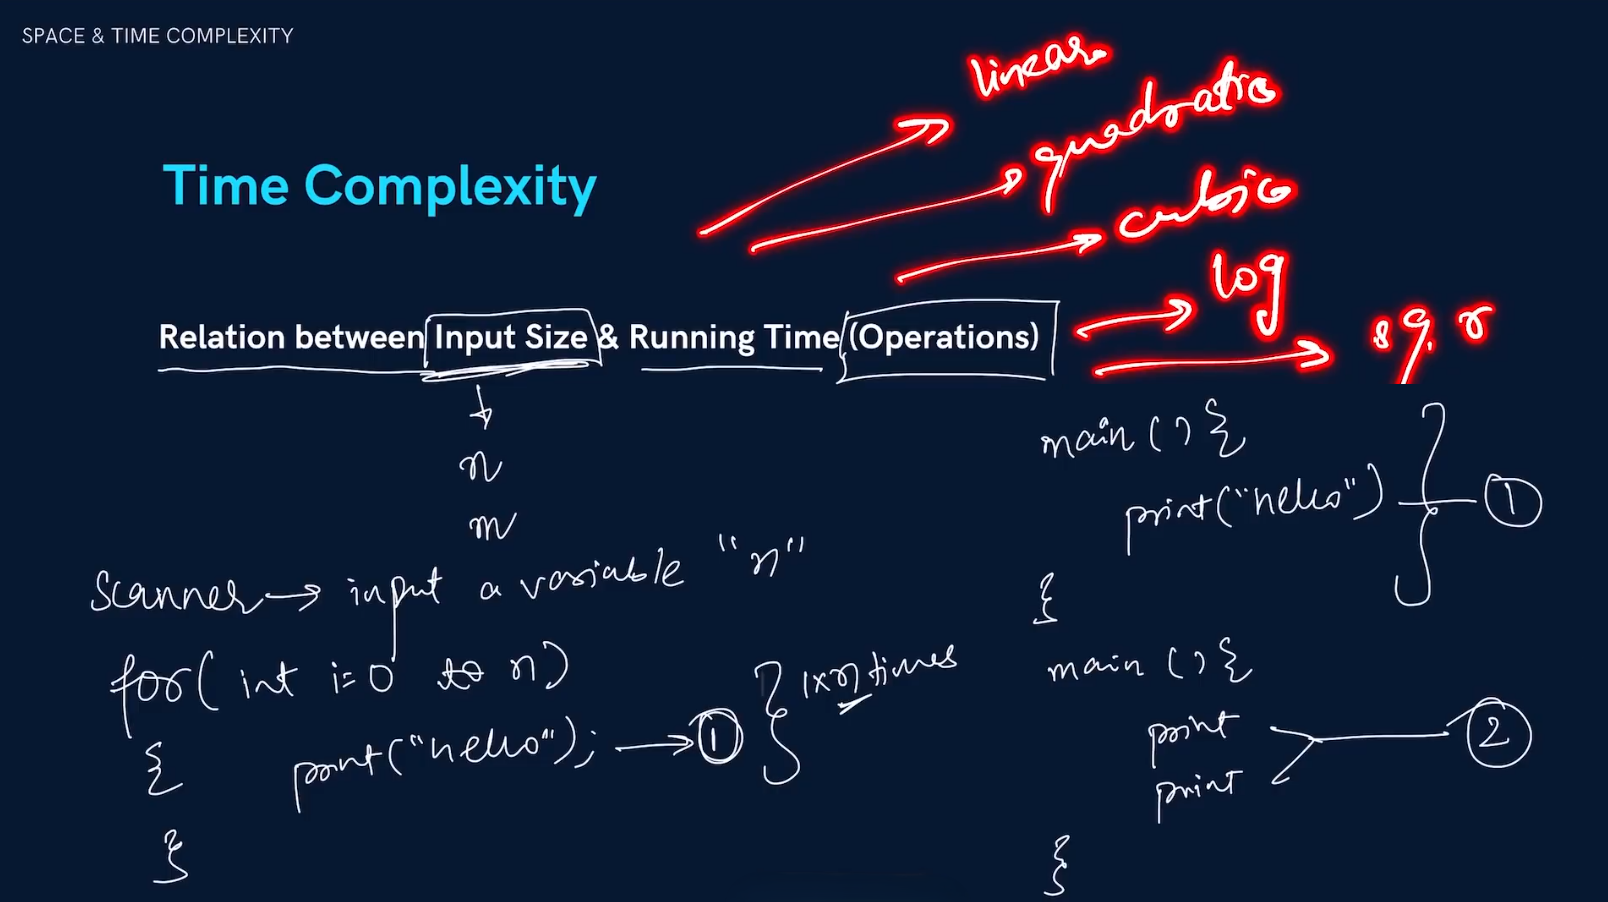 SPACE & TIME COMPLEXITY
linear
quadratic
Time Complexity
cubic
log
Relation between Input Size & Running Time (Operations)
sq. r
n
m
main () {
print("hello")
1
}
Scanner → input a variable "n"
for( int i=0 to n)
{
print("hello"); → 1
(1×n) times
}
main () {
print
print
2
}